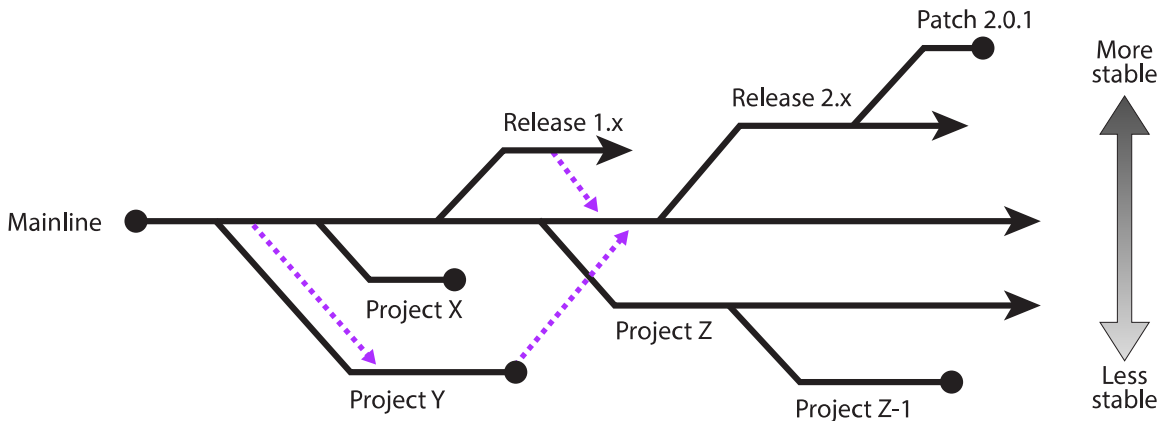 Patch 2.0.1
More
stable
Release 2.x
Release 1.x
Mainline
Project X
Project Z
Less
stable
Project Y
Project Z-1